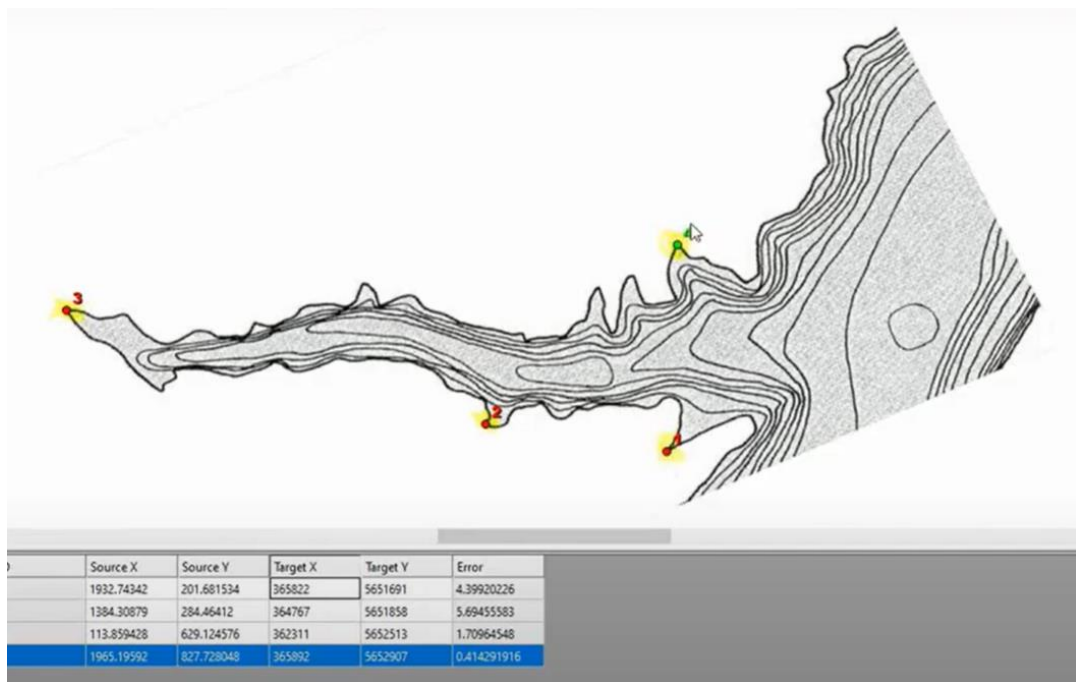 4
3
2
1
Source X Source Y Target X Target Y Error
1932.74342 201.681534 365822 5651691 4.39920226
1384.30879 284.46412 364767 5651858 5.69455583
113.859428 629.124576 362311 5652513 1.70964548
1965.19592 827.728048 365892 5652907 0.414291916